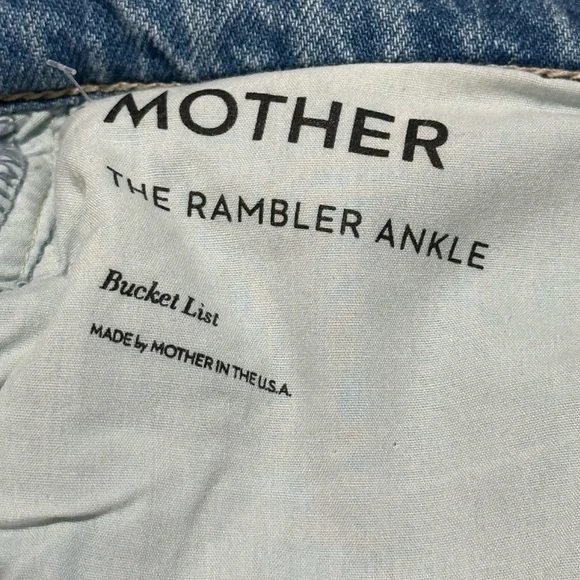 MOTHER
THE RAMBLER ANKLE
Bucket List
MADE by MOTHER IN THE U.S.A.